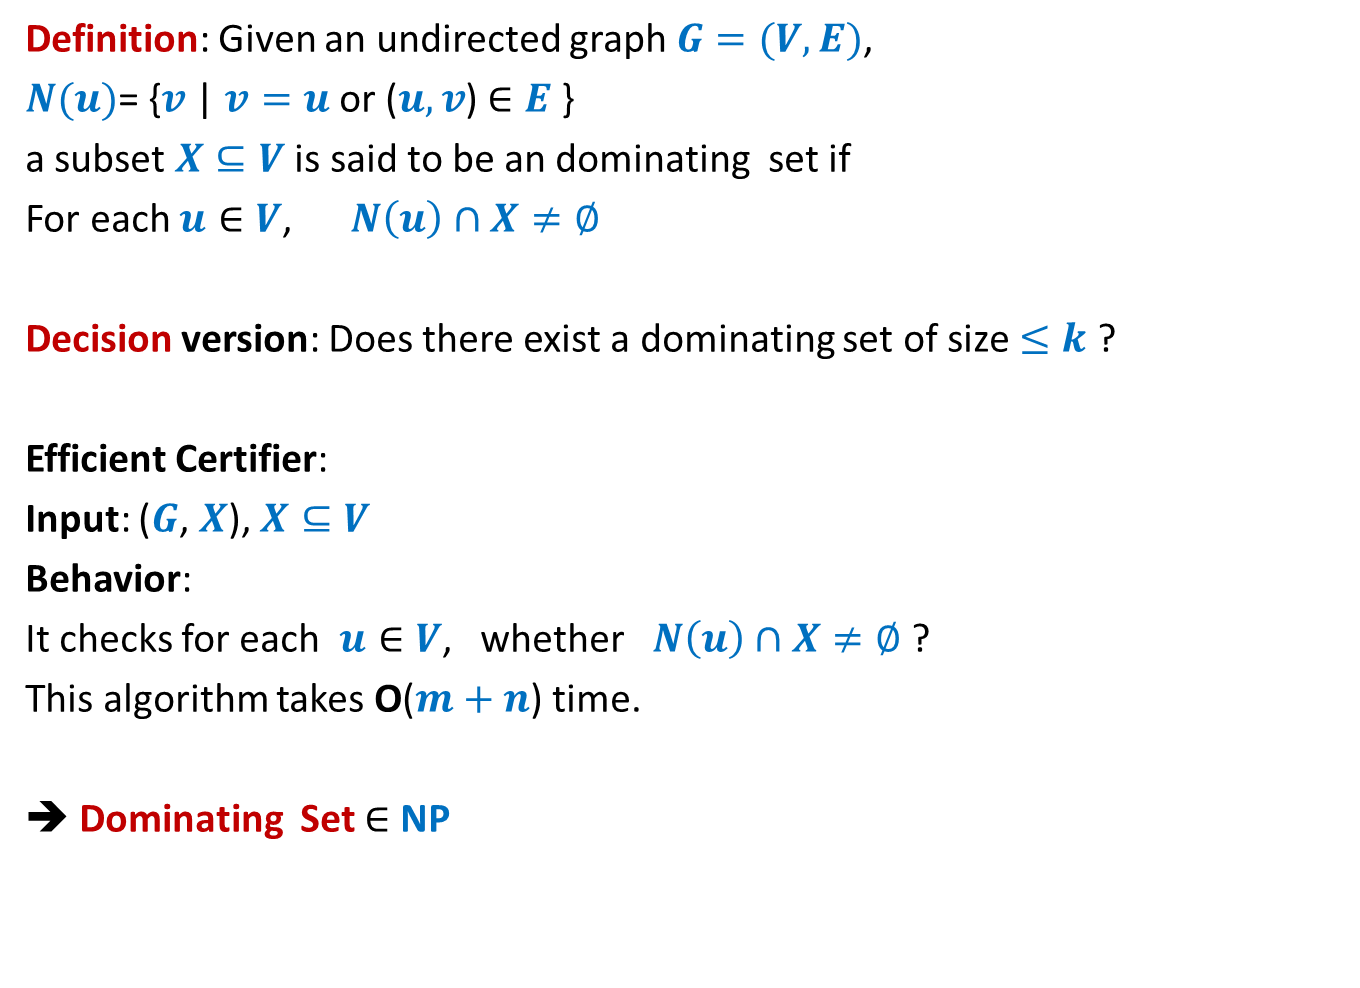 Definition: Given an undirected graph G = (V, E),
N(u)= {v | v = u or (u, v) ∈ E }
a subset X ⊆ V is said to be an dominating set if
For each u ∈ V, N(u) ∩ X ≠ ∅
Decision version: Does there exist a dominating set of size ≤ k ?
Efficient Certifier:
Input: (G, X), X ⊆ V
Behavior:
It checks for each u ∈ V, whether N(u) ∩ X ≠ ∅ ?
This algorithm takes O(m + n) time.
➔ Dominating Set ∈ NP